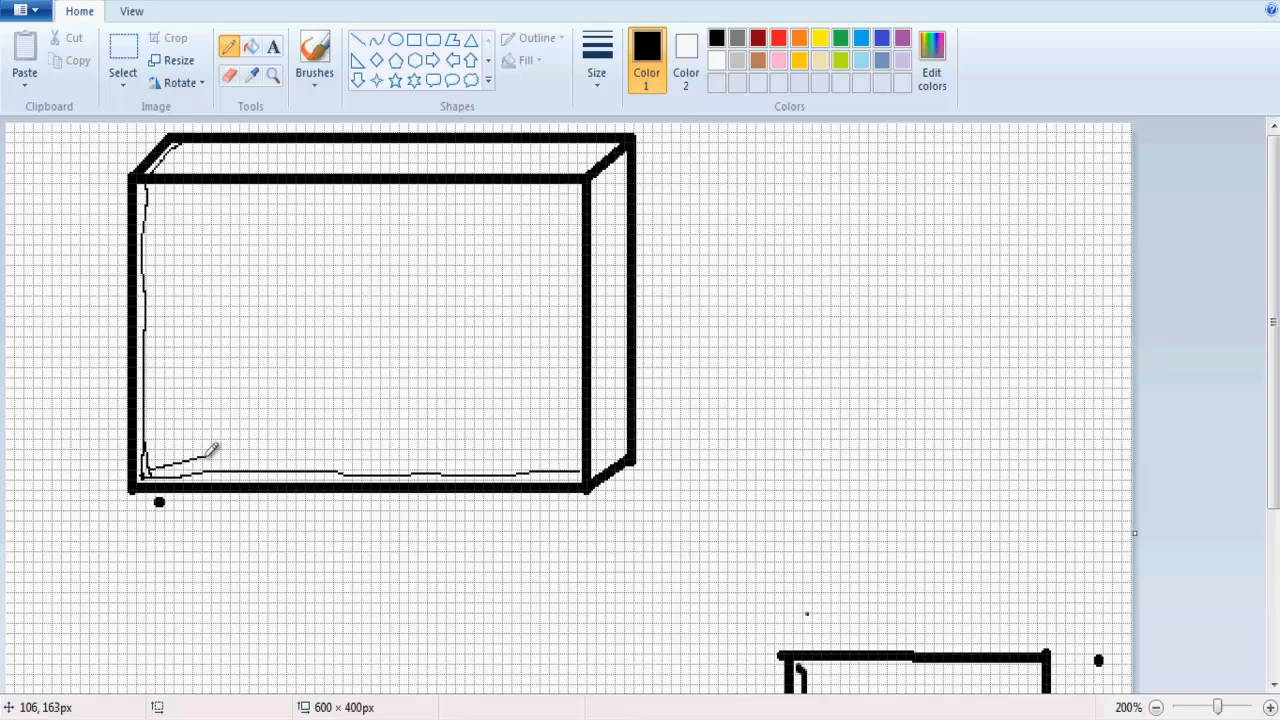 Home View
Paste Cut Copy Select Crop Resize Rotate Brushes Outline Fill Size Color 1 Color 2 Edit colors
Clipboard Image Tools Shapes Colors
106, 163px 600 × 400px 200%